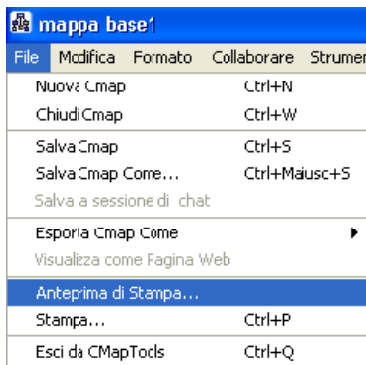 mappa base1
File Modifica Formato Collaborare Strumen
Nuova Cmap Ctrl+N
Chiudi Cmap Ctrl+W
Salva Cmap Ctrl+S
Salva Cmap Come... Ctrl+Maiusc+S
Salva a sessione di chat
Esporta Cmap Come
Visualizza come Pagina Web
Anteprima di Stampa...
Stampa... Ctrl+P
Esci da CMapTools Ctrl+Q